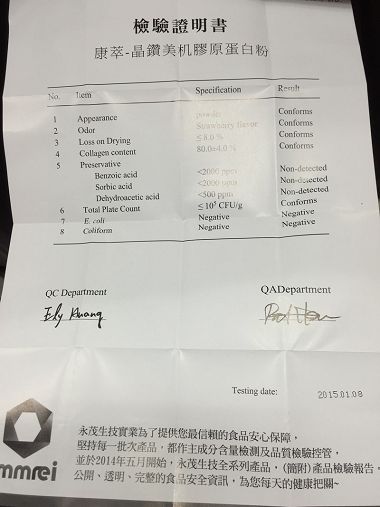 檢驗證明書
康萃-晶鑽美机膠原蛋白粉
No. Item Specification Result
1 Appearance powder Conforms
2 Odor Strawberry flavor Conforms
3 Loss on Drying ≤ 8.0 % Conforms
4 Collagen content 80.0±4.0 % Conforms
5 Preservative
Benzoic acid <2000 ppm Non-detected
Sorbic acid <2000 ppm Non-detected
Dehydroacetic acid <500 ppm Non-detected
6 Total Plate Count CFU/g Conforms
7 E. coli Negative Negative
8 Coliform Negative Negative
QC Department QADepartment
Testing date: 2015.01.08
永茂生技實業為了提供您最信賴的食品安心保障，
堅持每一批次產品，都作主成分含量檢測及品質檢驗控管，
並於2014年五月開始，永茂生技全系列產品，(簡附)產品檢驗報告。
公開、透明、完整的食品安全資訊，為您每天的健康把關~
mmrei